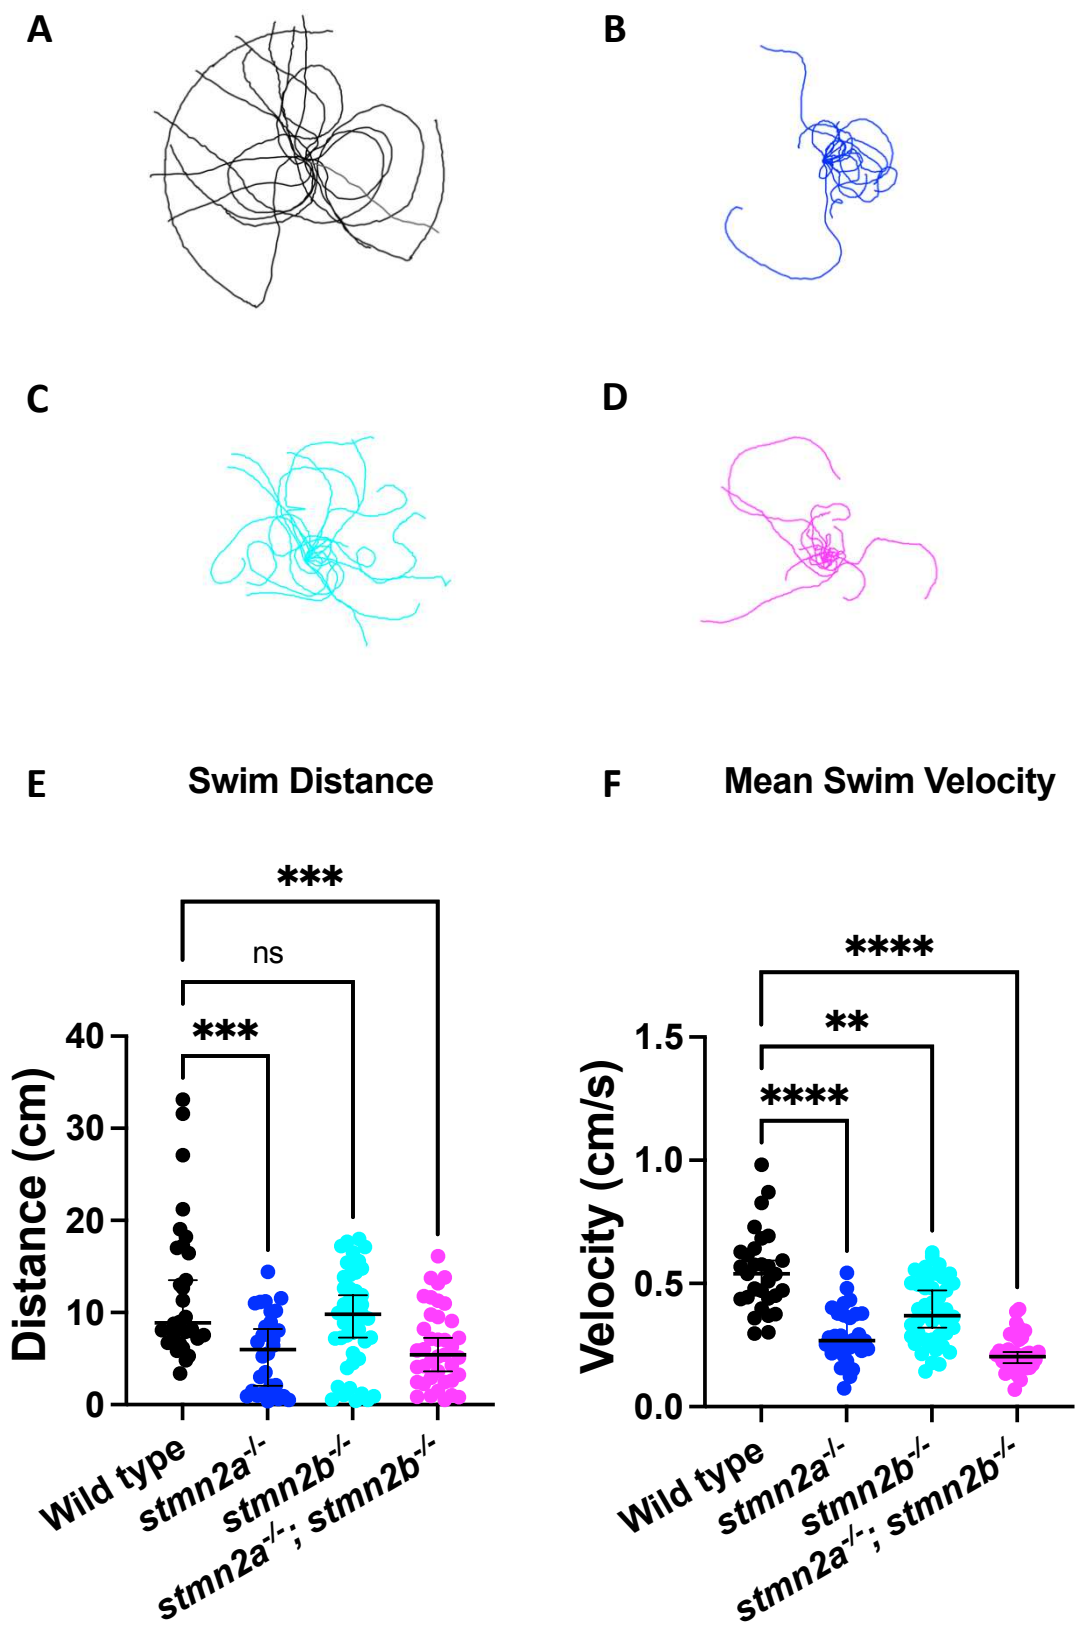 A
B
C
D
E Swim Distance
***
ns
***
40
30
20
10
0
Distance (cm)
Wild type
stmn2a-/-
stmn2b-/-
stmn2a-/-; stmn2b-/-
F Mean Swim Velocity
****
**
****
1.5
1.0
0.5
0.0
Velocity (cm/s)
Wild type
stmn2a-/-
stmn2b-/-
stmn2a-/-; stmn2b-/-